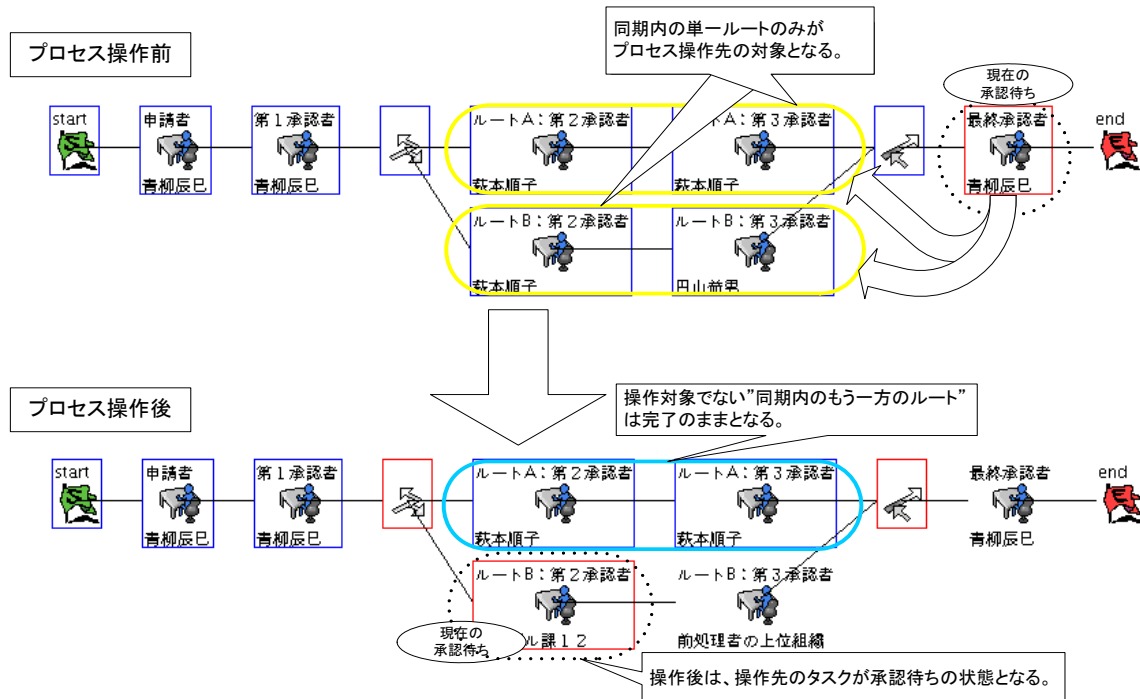 同期内の単一ルートのみが
プロセス操作先の対象となる。
プロセス操作前
現在の
承認待ち
start
申請者
第1承認者
ルートA:第2承認者
ートA:第3承認者
最終承認者
end
青柳辰巳
青柳辰巳
萩本順子
萩本順子
青柳辰巳
ルートB:第2承認者
ルートB:第3承認者
萩本順子
円山益男
操作対象でない”同期内のもう一方のルート”
は完了のままとなる。
プロセス操作後
start
申請者
第1承認者
ルートA:第2承認者
ルートA:第3承認者
最終承認者
end
青柳辰巳
青柳辰巳
萩本順子
萩本順子
青柳辰巳
ルートB:第2承認者
ルートB:第3承認者
現在の
承認待ち
ル課12
前処理者の上位組織
操作後は、操作先のタスクが承認待ちの状態となる。